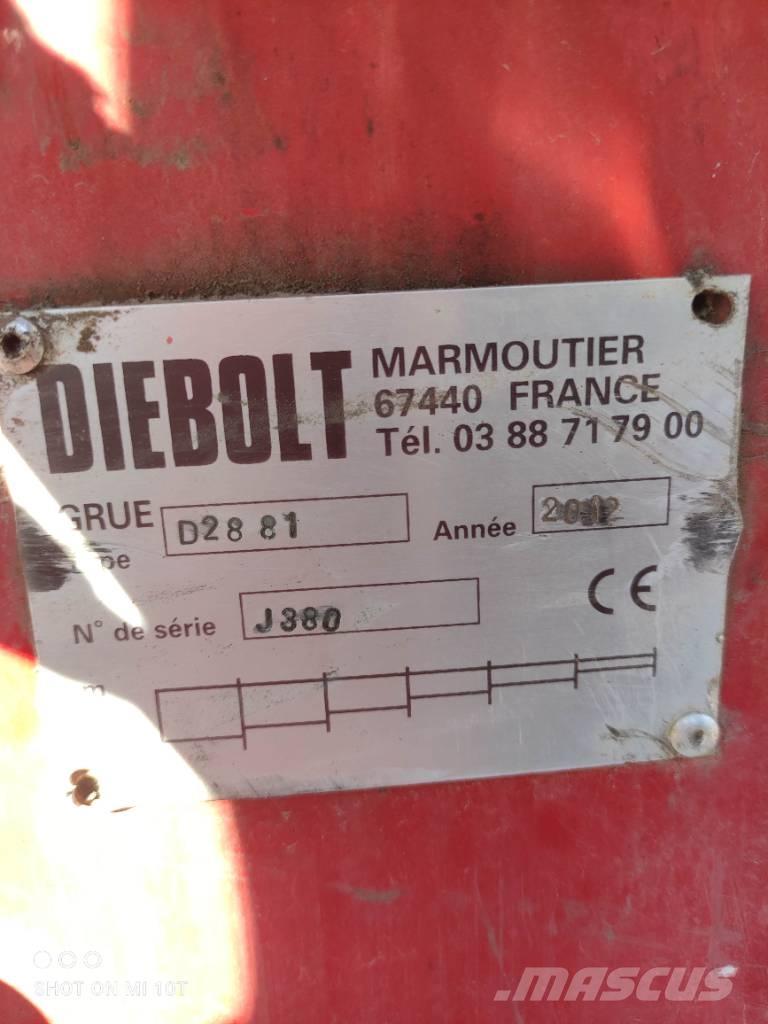 DIEBOLT
MARMOUTIER
67440 FRANCE
Tél. 03 88 71 79 00
GRUE
D28 81
Année
2012
N° de série
J380
CE
m
SHOT ON MI 10T
MASCUS